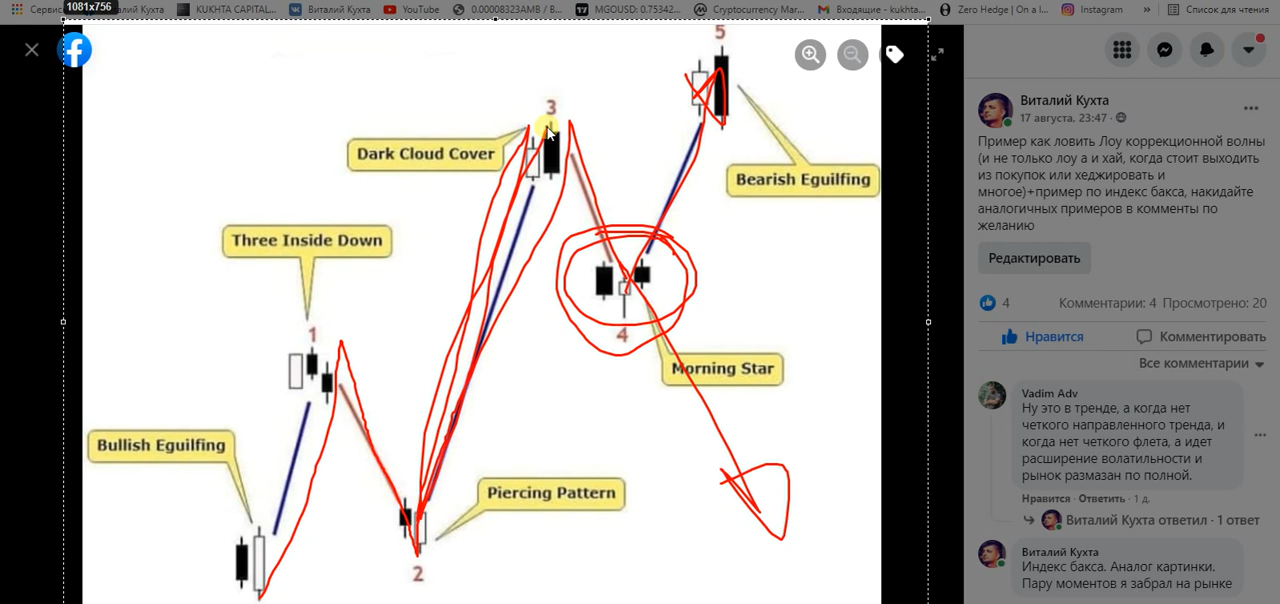 1081x756
Сервис
Виталий Кухта
KUKHTA CAPITAL...
Виталий Кухта
YouTube
0.00008323AMB / B...
MGOUSD: 0.75342...
Cryptocurrency Mar...
Входящие - kukhta...
Zero Hedge | On a l...
Instagram
»
Список для чтения
5
3
Dark Cloud Cover
Bearish Eguilfing
Three Inside Down
1
4
Morning Star
Bullish Eguilfing
Piercing Pattern
2
Виталий Кухта
17 августа, 23:47 ·
Пример как ловить Лоу коррекционной волны
(и не только лоу а и хай, когда стоит выходить
из покупок или хеджировать и
многое)+пример по индекс бакса, накидайте
аналогичных примеров в комменты по
желанию
Редактировать
4
Комментарии: 4 Просмотрено: 20
Нравится
Комментировать
Все комментарии
Vadim Adv
Ну это в тренде, а когда нет
четкого направленного тренда, и
когда нет четкого флета, а идет
расширение волатильности и
рынок размазан по полной.
Нравится · Ответить · 1 д.
Виталий Кухта ответил · 1 ответ
Виталий Кухта
Индекс бакса. Аналог картинки.
Пару моментов я забрал на рынке